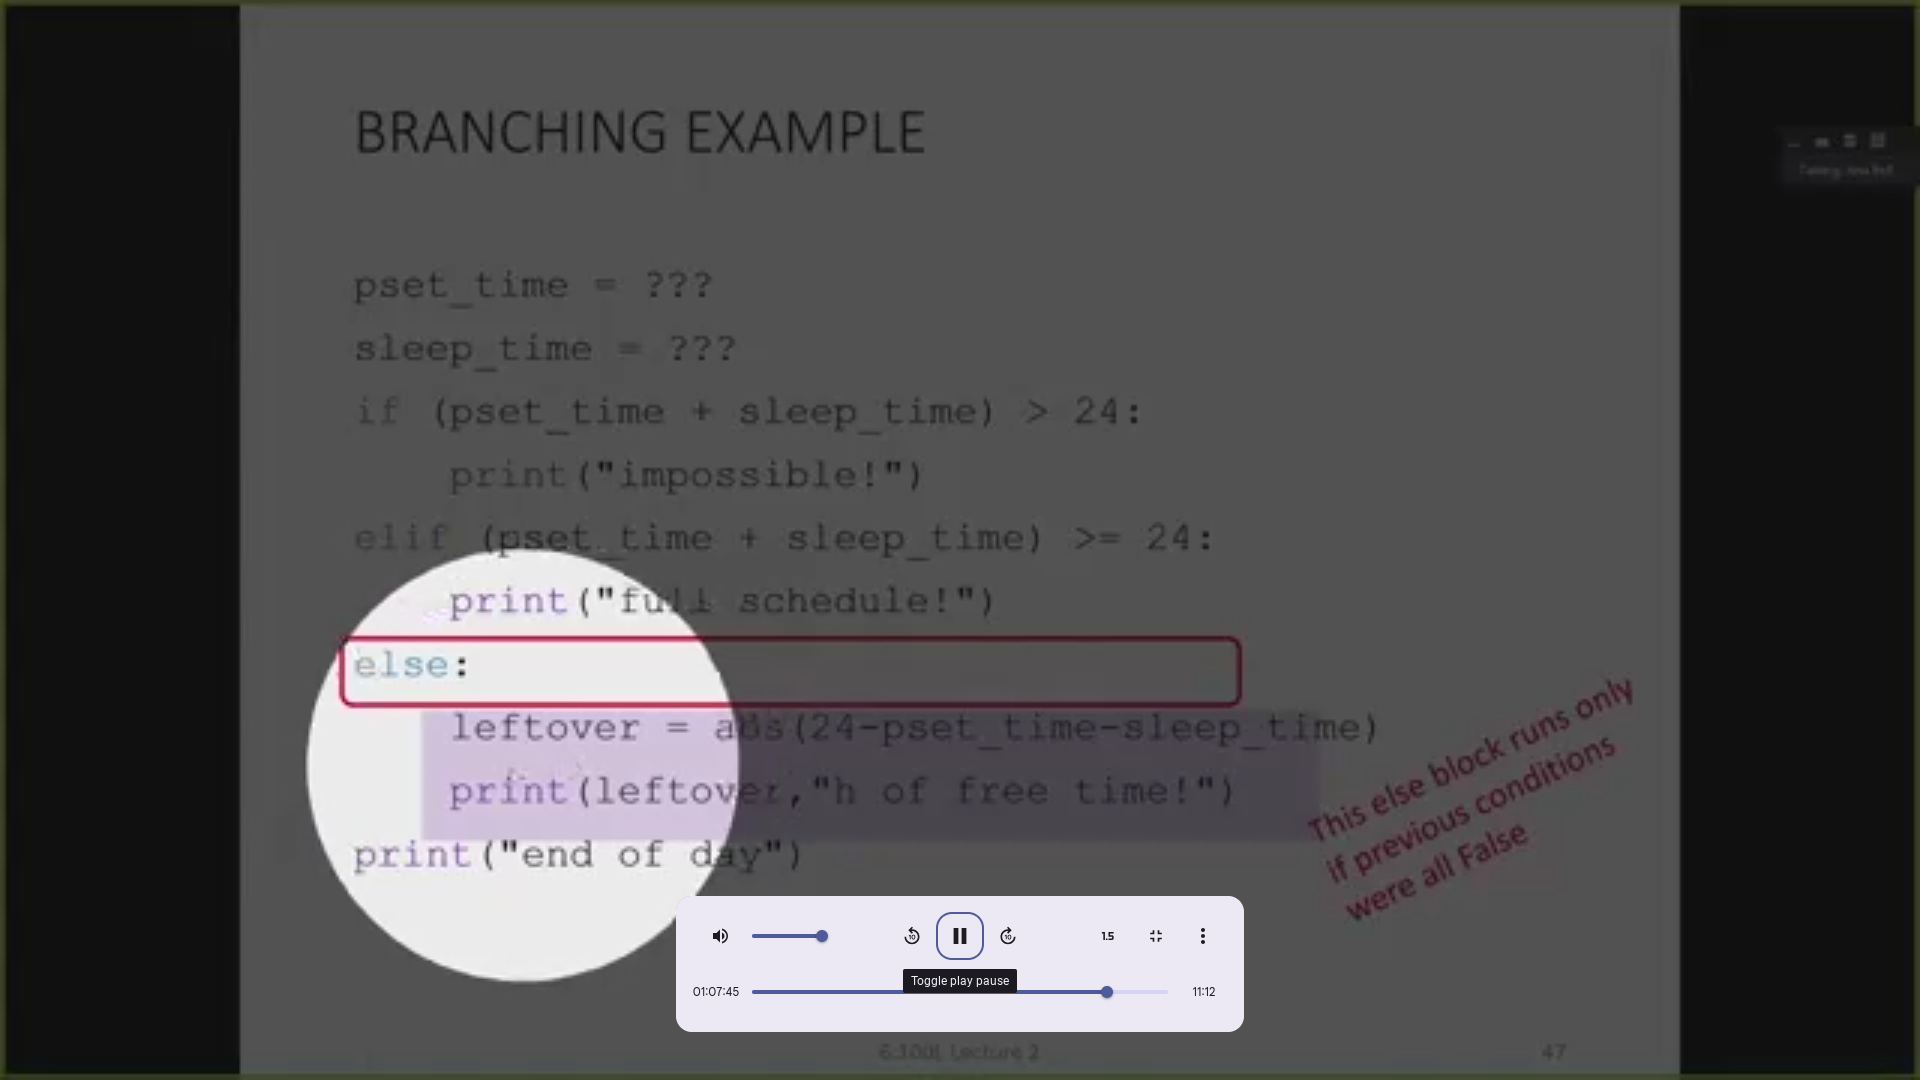 BRANCHING EXAMPLE
pset_time = ???
sleep_time = ???
if (pset_time + sleep_time) > 24:
print("impossible!")
elif (pset_time + sleep_time) >= 24:
print("full schedule!")
else:
leftover = abs(24-pset_time-sleep_time)
print(leftover,"h of free time!")
print("end of day")
This else block runs only
if previous conditions
were all False
10
10
1.5
Toggle play pause
01:07:45
11:12
6.100L Lecture 2
47